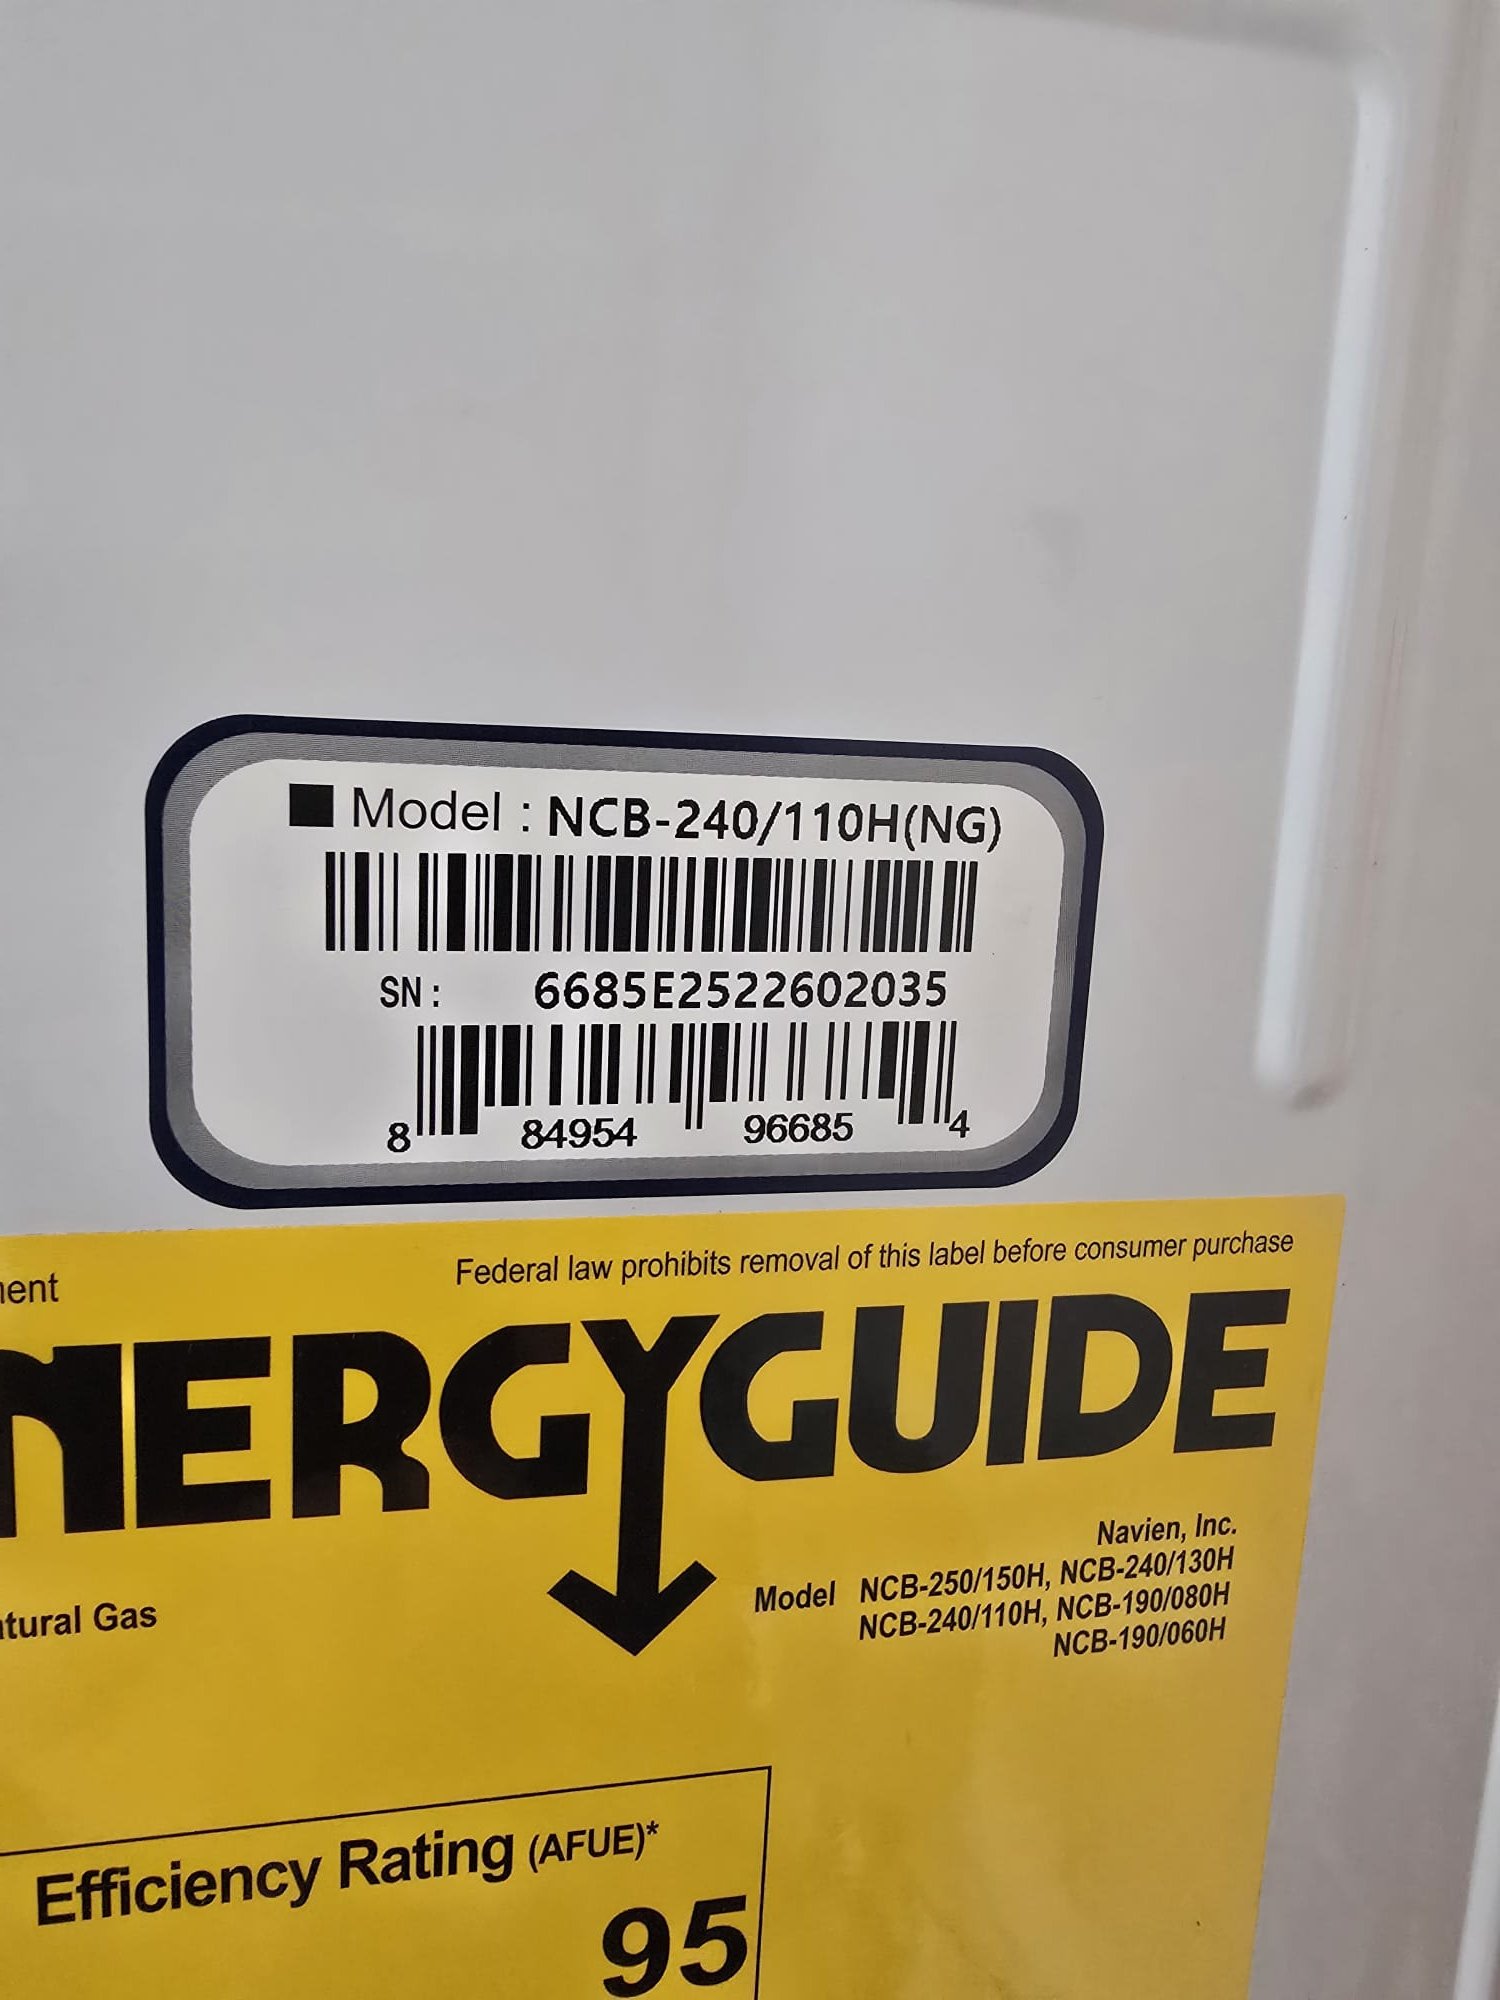 ■ Model : NCB-240/110H(NG)
SN : 6685E2522602035
8 84954 96685 4
Federal law prohibits removal of this label before consumer purchase
NERGYGUIDE
Navien, Inc.
Model NCB-250/150H, NCB-240/130H
NCB-240/110H, NCB-190/080H
NCB-190/060H
tural Gas
Efficiency Rating (AFUE)*
95